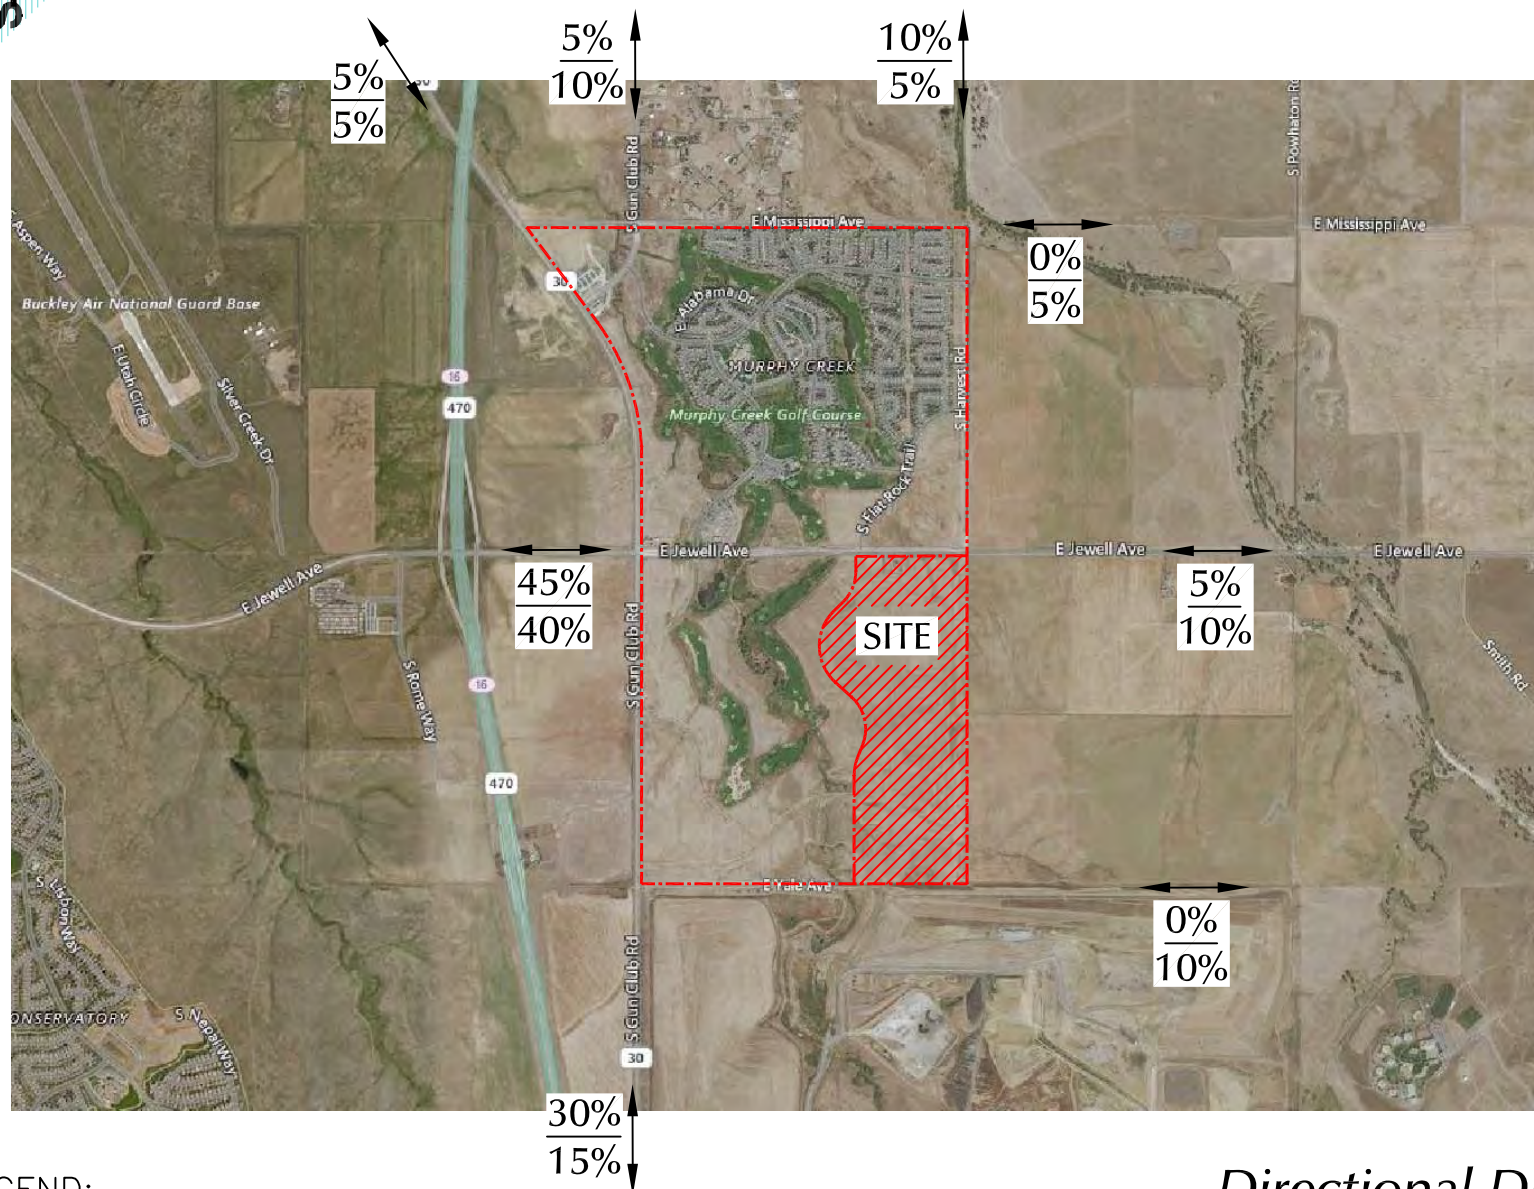 5%
5%
5%
10%
10%
5%
30
S Gun Club Rd
S Powhaton Rd
E Mississippi Ave
E Mississippi Ave
0%
5%
S Aspen Way
Buckley Air National Guard Base
30
E Alabama Dr
E Utah Circle
Silver Creek Dr
16
470
MURPHY CREEK
Murphy Creek Golf Course
S Harvest Rd
S Flat Rock Trail
E Jewell Ave
E Jewell Ave
E Jewell Ave
E Jewell Ave
45%
40%
5%
10%
SITE
S Gun Club Rd
S Rome Way
Smith Rd
16
470
E Yale Ave
S Lisbon Way
0%
10%
S Gun Club Rd
ONSERVATORY
S Nepal Way
30
30%
15%
GEND:
Directional D